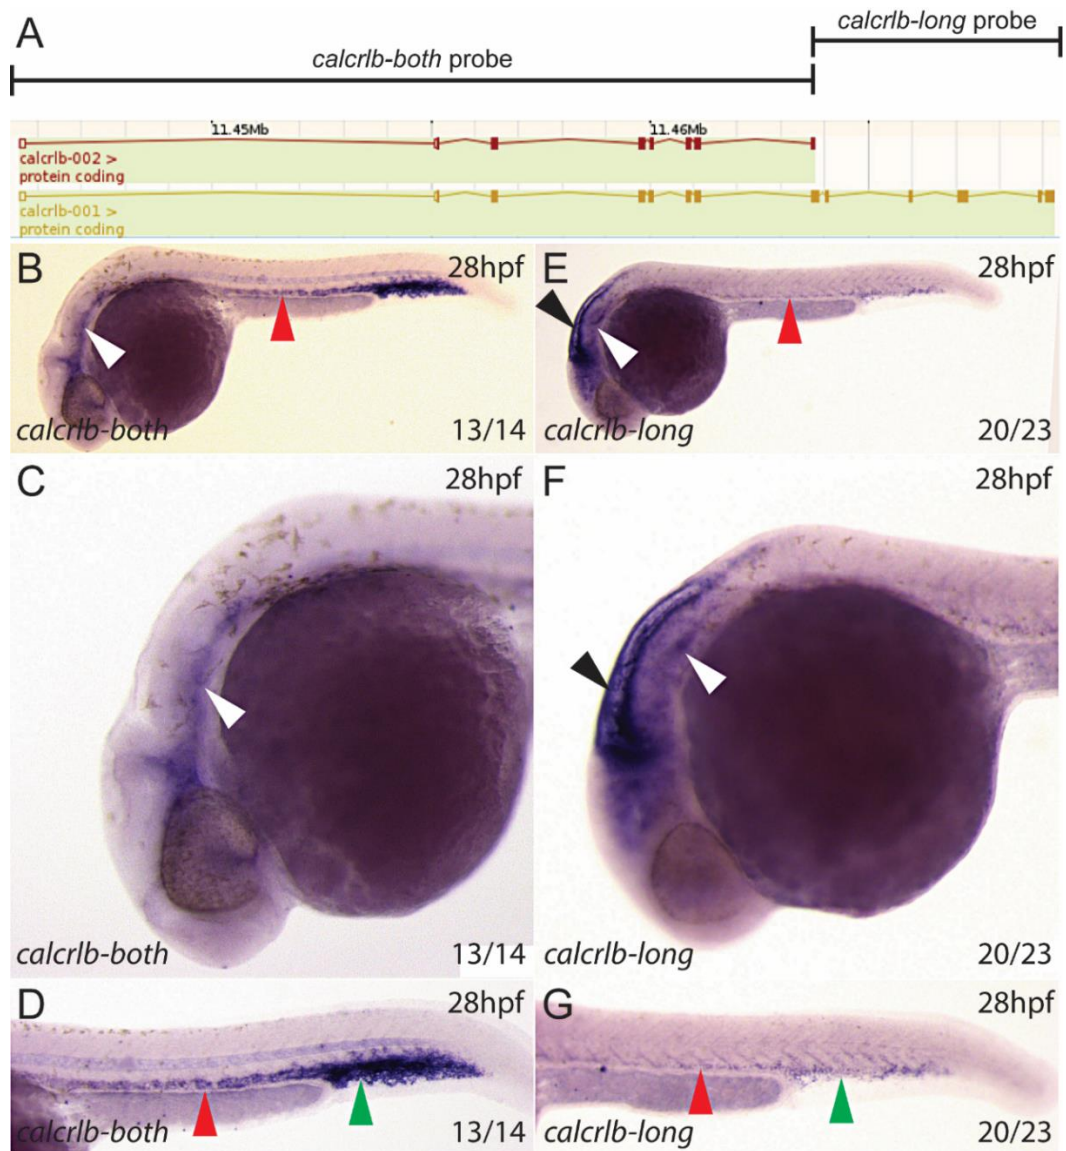 A
calcrlb-long probe
calcrlb-both probe
11.45Mb
11.46Mb
calcrlb-002 >
protein coding
calcrlb-001 >
protein coding
B
28hpf
calcrlb-both
13/14
E
28hpf
calcrlb-long
20/23
C
28hpf
calcrlb-both
13/14
F
28hpf
calcrlb-long
20/23
D
28hpf
calcrlb-both
13/14
G
28hpf
calcrlb-long
20/23